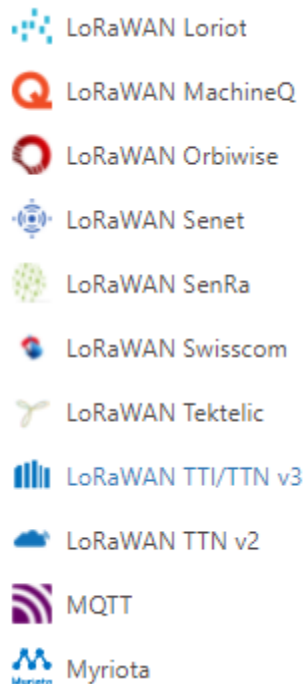 LoRaWAN Loriot
LoRaWAN MachineQ
LoRaWAN Orbiwise
LoRaWAN Senet
LoRaWAN SenRa
LoRaWAN Swisscom
LoRaWAN Tektelic
LoRaWAN TTI/TTN v3
LoRaWAN TTN v2
MQTT
Myriota
Myriota